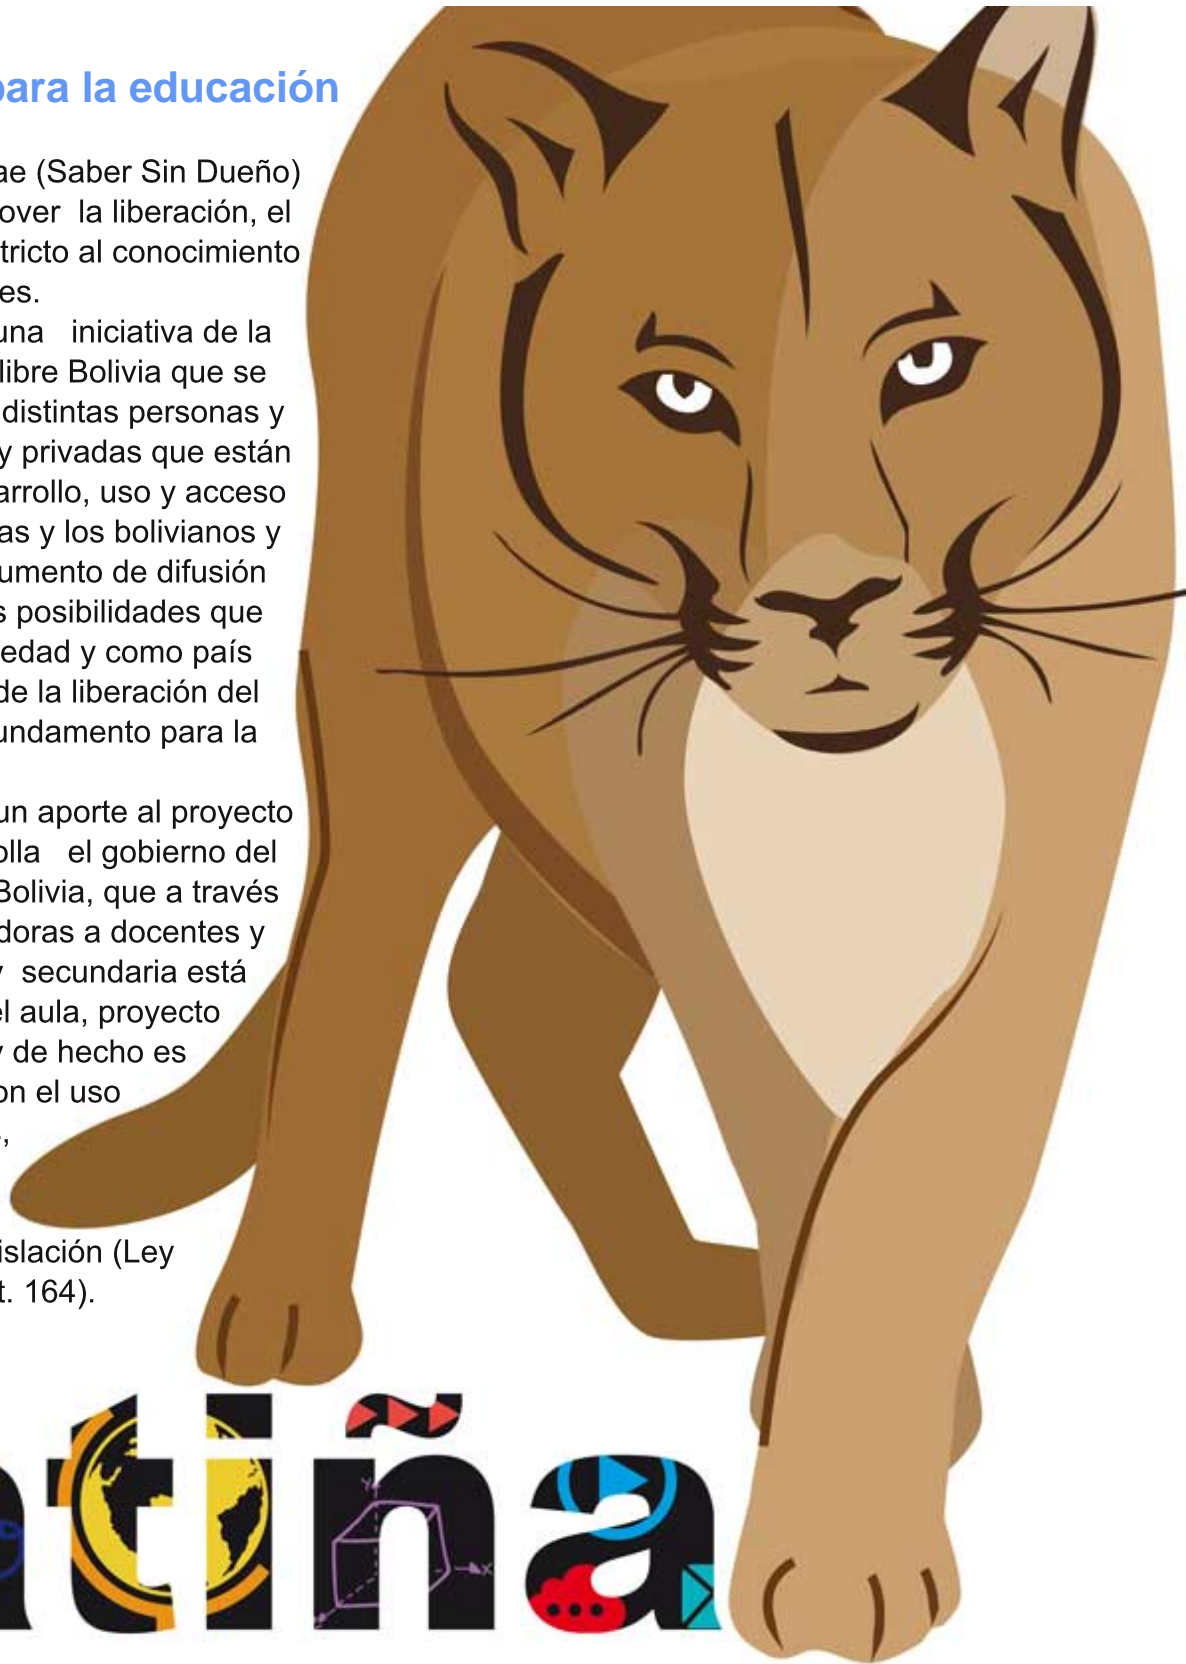 para la educación
ae (Saber Sin Dueño)
over la liberación, el
tricto al conocimiento
es.
una iniciativa de la
libre Bolivia que se
distintas personas y
y privadas que están
arrollo, uso y acceso
as y los bolivianos y
umento de difusión
s posibilidades que
edad y como país
de la liberación del
undamento para la
un aporte al proyecto
olla el gobierno del
Bolivia, que a través
doras a docentes y
y secundaria está
el aula, proyecto
y de hecho es
on el uso
,
islación (Ley
t. 164).
atiña
Y
X